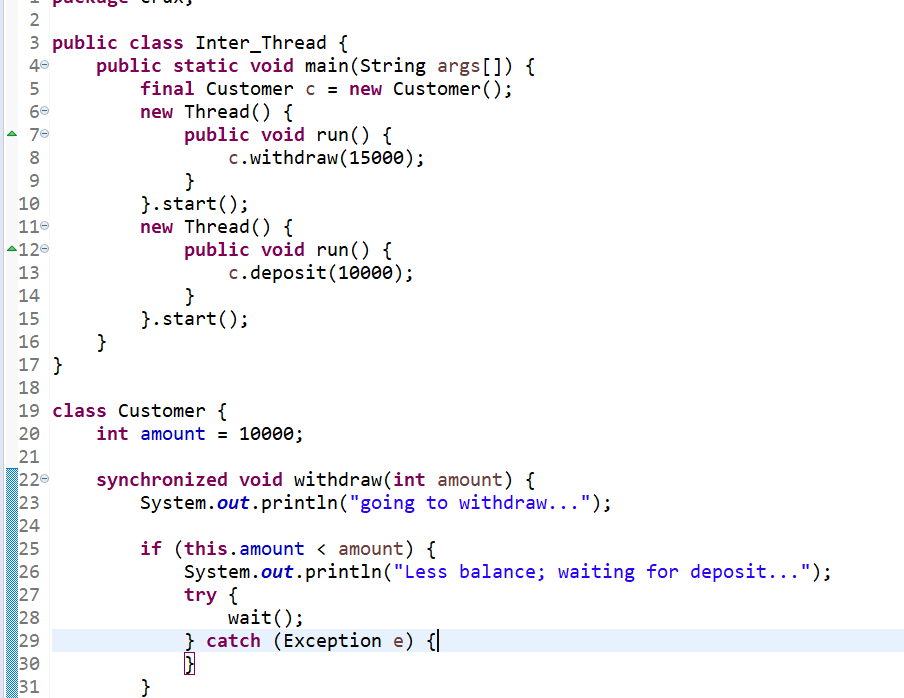 2
3 public class Inter_Thread {
4 public static void main(String args[]) {
5 final Customer c = new Customer();
6 new Thread() {
7 public void run() {
8 c.withdraw(15000);
9 }
10 }.start();
11 new Thread() {
12 public void run() {
13 c.deposit(10000);
14 }
15 }.start();
16 }
17 }
18
19 class Customer {
20 int amount = 10000;
21
22 synchronized void withdraw(int amount) {
23 System.out.println("going to withdraw...");
24
25 if (this.amount < amount) {
26 System.out.println("Less balance; waiting for deposit...");
27 try {
28 wait();
29 } catch (Exception e) {
30 }
31 }